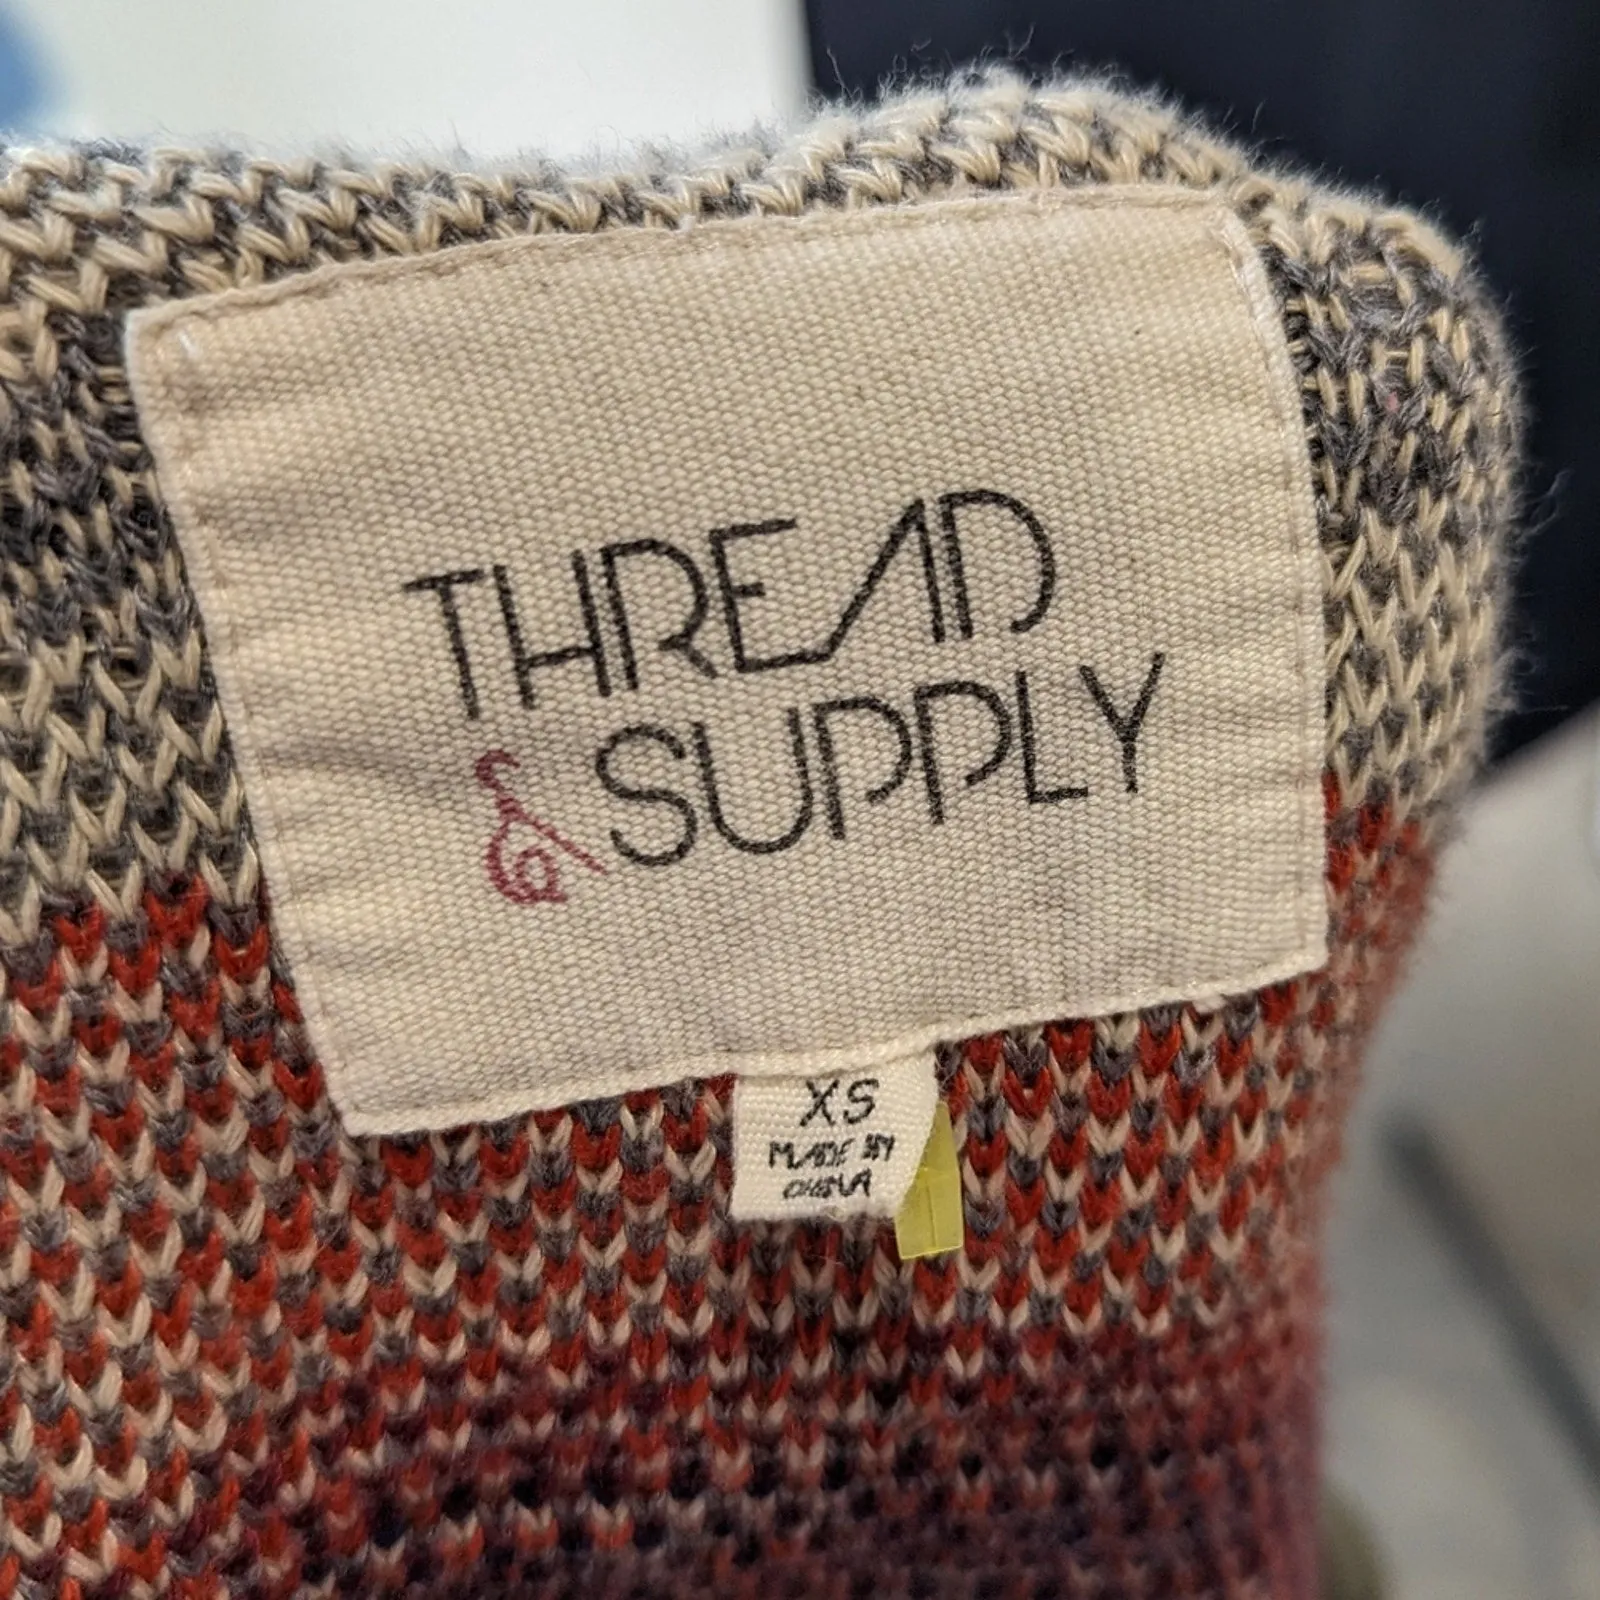 THREAD
& SUPPLY
XS
MADE IN
CHINA